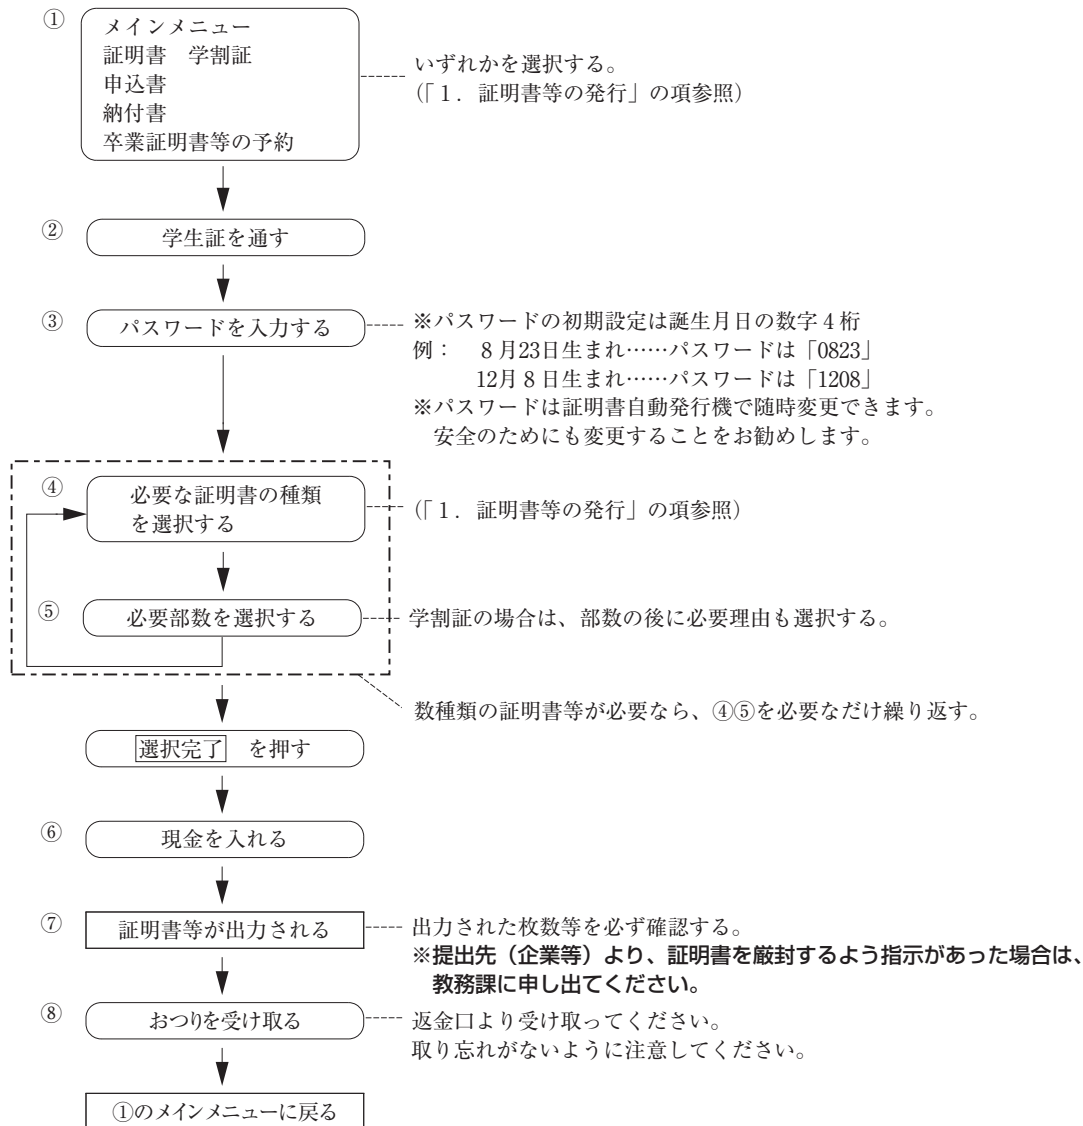 ①
メインメニュー
証明書　学割証
申込書
納付書
卒業証明書等の予約
いずれかを選択する。
(「１．証明書等の発行」の項参照)
②
学生証を通す
③
パスワードを入力する
※パスワードの初期設定は誕生月日の数字４桁
例：　８月23日生まれ……パスワードは「0823」
12月８日生まれ……パスワードは「1208」
※パスワードは証明書自動発行機で随時変更できます。
安全のためにも変更することをお勧めします。
④
必要な証明書の種類
を選択する
(「１．証明書等の発行」の項参照)
⑤
必要部数を選択する
学割証の場合は、部数の後に必要理由も選択する。
数種類の証明書等が必要なら、④⑤を必要なだけ繰り返す。
選択完了　を押す
⑥
現金を入れる
⑦
証明書等が出力される
出力された枚数等を必ず確認する。
※提出先（企業等）より、証明書を厳封するよう指示があった場合は、
教務課に申し出てください。
⑧
おつりを受け取る
返金口より受け取ってください。
取り忘れがないように注意してください。
①のメインメニューに戻る